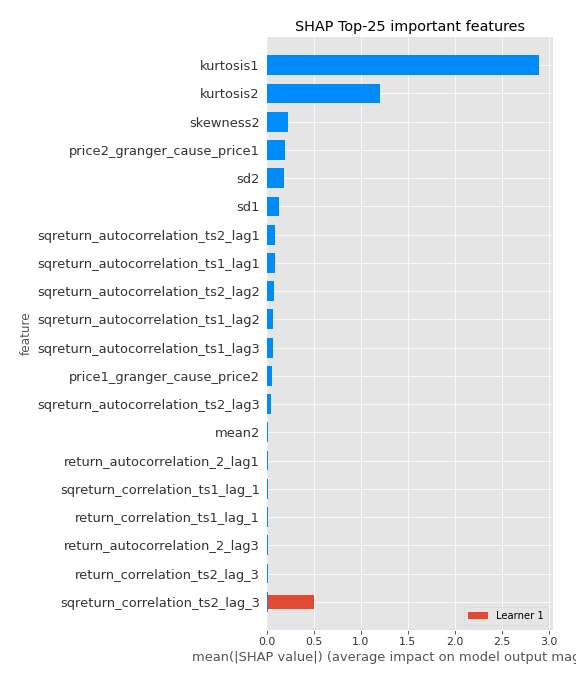 SHAP Top-25 important features
kurtosis1
kurtosis2
skewness2
price2_granger_cause_price1
sd2
sd1
sqreturn_autocorrelation_ts2_lag1
sqreturn_autocorrelation_ts1_lag1
sqreturn_autocorrelation_ts2_lag2
sqreturn_autocorrelation_ts1_lag2
sqreturn_autocorrelation_ts1_lag3
price1_granger_cause_price2
sqreturn_autocorrelation_ts2_lag3
mean2
return_autocorrelation_2_lag1
sqreturn_correlation_ts1_lag_1
return_correlation_ts1_lag_1
return_autocorrelation_2_lag3
return_correlation_ts2_lag_3
sqreturn_correlation_ts2_lag_3
feature
Learner 1
0.0 0.5 1.0 1.5 2.0 2.5 3.0
mean(|SHAP value|) (average impact on model output mag